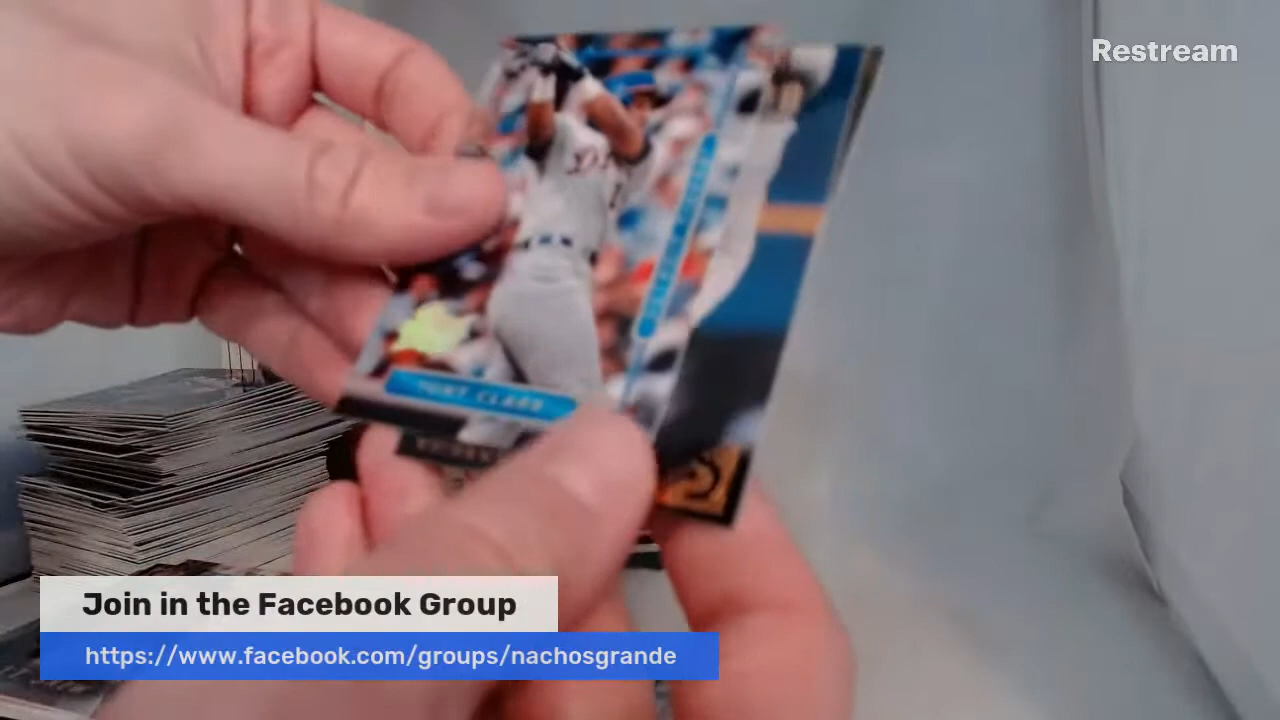 Restream
TONY CLARK
Join in the Facebook Group
https://www.facebook.com/groups/nachosgrande